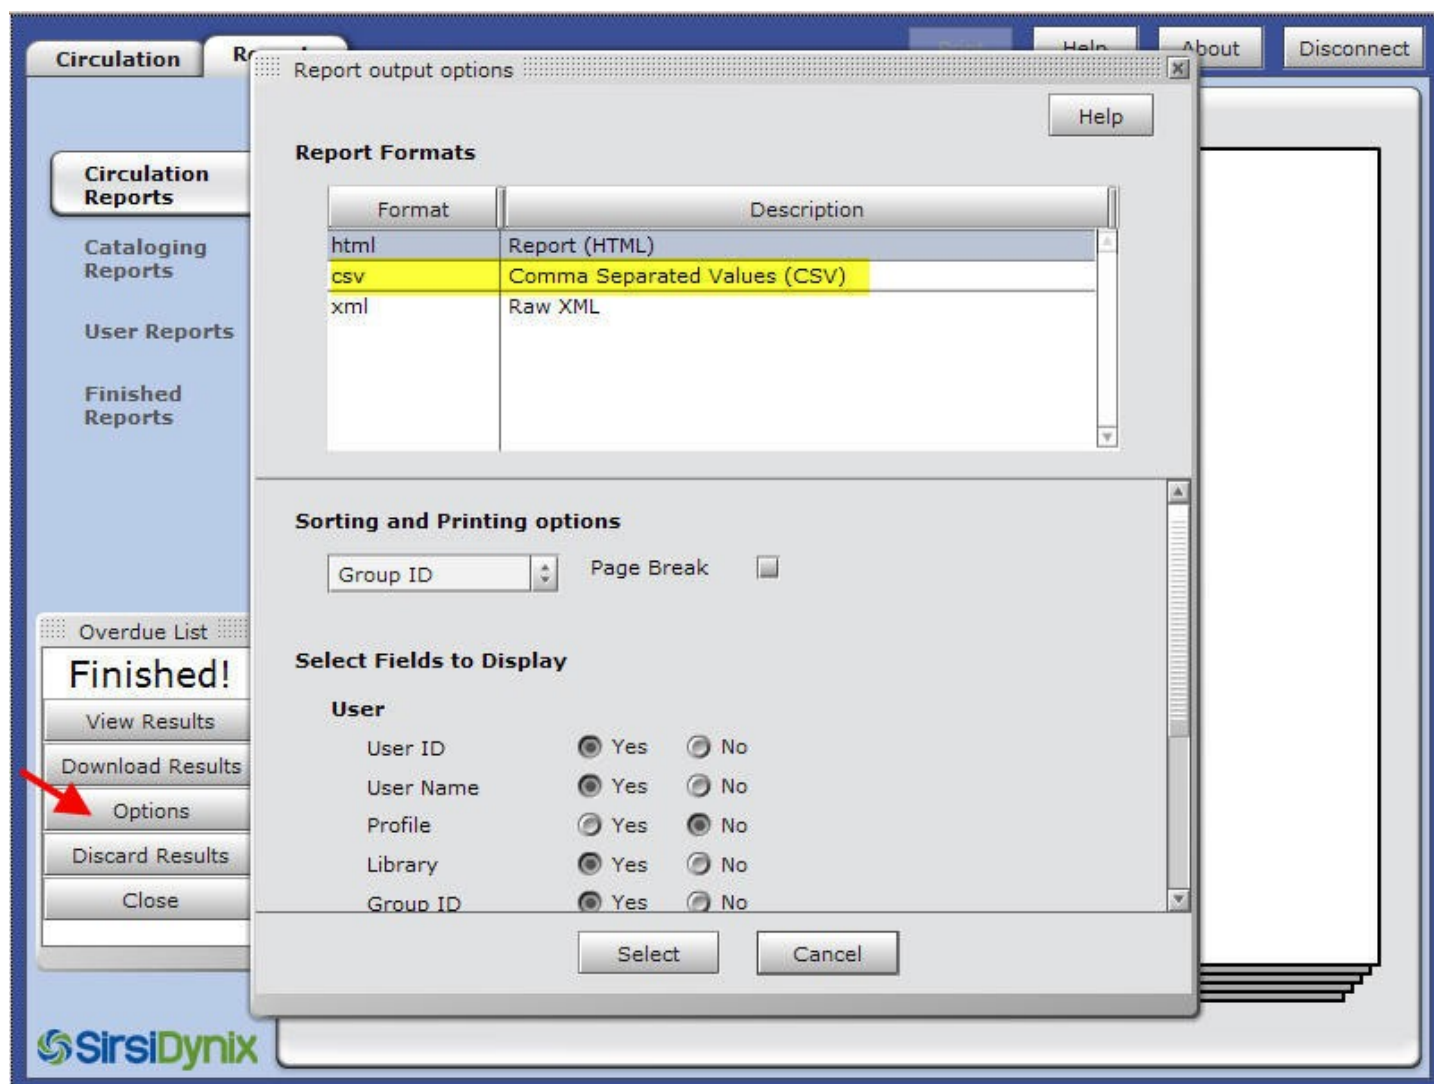 Circulation
Help
About
Disconnect
Report output options
Help
Report Formats
Format Description
html Report (HTML)
csv Comma Separated Values (CSV)
xml Raw XML
Circulation
Reports
Cataloging
Reports
User Reports
Finished
Reports
Sorting and Printing options
Group ID Page Break
Select Fields to Display
User
User ID Yes No
User Name Yes No
Profile Yes No
Library Yes No
Group ID Yes No
Select Cancel
Overdue List
Finished!
View Results
Download Results
Options
Discard Results
Close
SirsiDynix